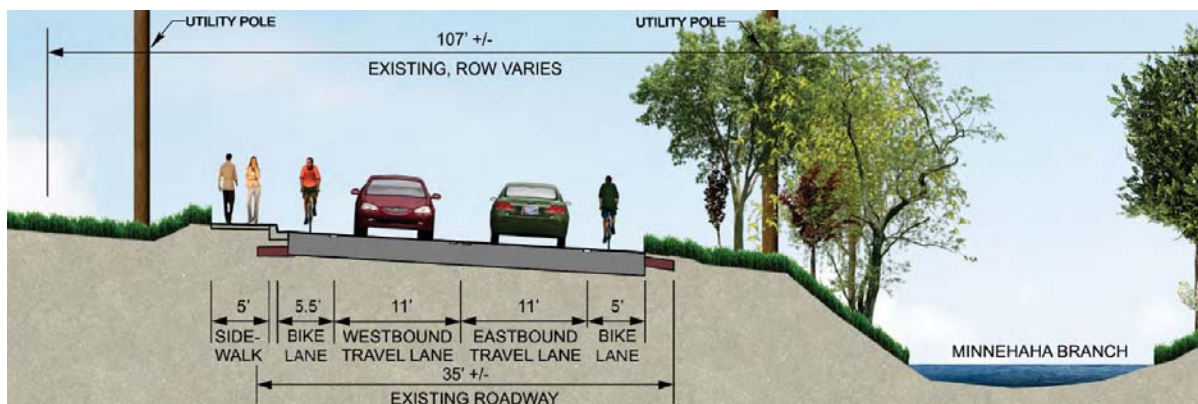 UTILITY POLE
UTILITY POLE
107' +/-
EXISTING, ROW VARIES
5' 5.5' 11' 11' 5'
SIDE- BIKE WESTBOUND EASTBOUND BIKE
WALK LANE TRAVEL LANE TRAVEL LANE LANE
MINNEHAHA BRANCH
35' +/-
EXISTING ROADWAY